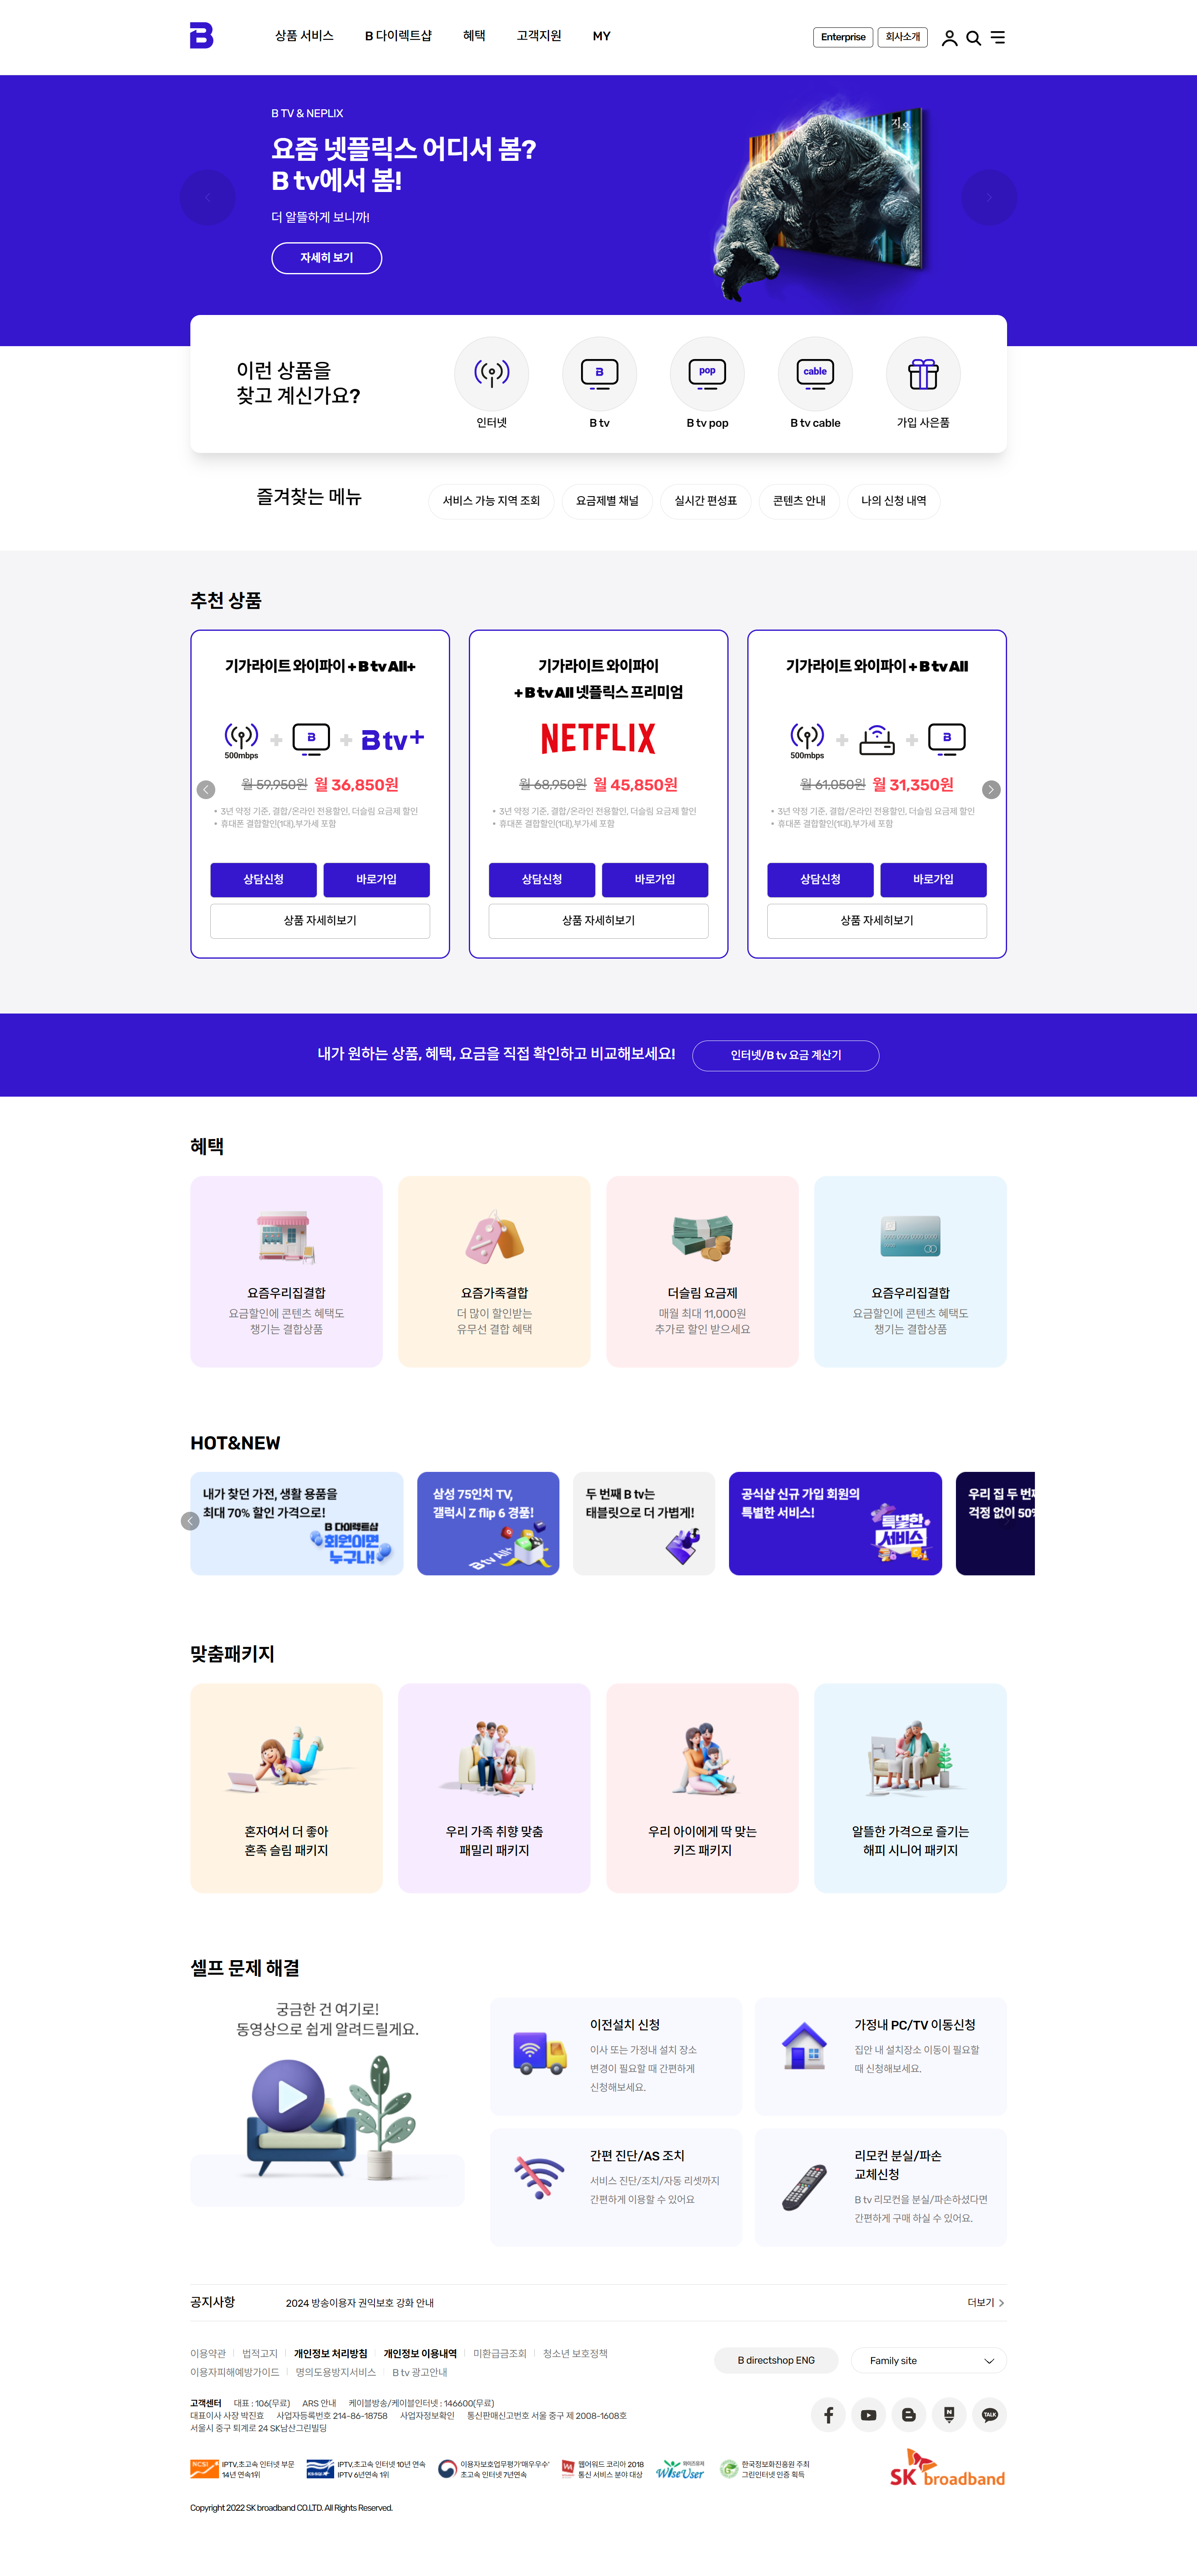 B
상품 서비스
B 다이렉트샵
혜택
고객지원
MY
Enterprise
회사소개
B TV & NEPLIX
요즘 넷플릭스 어디서 봄?
B tv에서 봄!
더 알뜰하게 보니까!
자세히 보기
지옥
이런 상품을
찾고 계신가요?
B
pop
cable
인터넷
B tv
B tv pop
B tv cable
가입 사은품
즐겨찾는 메뉴
서비스 가능 지역 조회
요금제별 채널
실시간 편성표
콘텐츠 안내
나의 신청 내역
추천 상품
기가라이트 와이파이 + B tv All+
500mbps
B
B tv+
월 59,950원 월 36,850원
• 3년 약정 기준, 결합/온라인 전용할인, 더슬림 요금제 할인
• 휴대폰 결합할인(1대),부가세 포함
상담신청
바로가입
상품 자세히보기
기가라이트 와이파이
+ B tv All 넷플릭스 프리미엄
NETFLIX
월 68,950원 월 45,850원
• 3년 약정 기준, 결합/온라인 전용할인, 더슬림 요금제 할인
• 휴대폰 결합할인(1대),부가세 포함
상담신청
바로가입
상품 자세히보기
기가라이트 와이파이 + B tv All
500mbps
B
월 61,050원 월 31,350원
• 3년 약정 기준, 결합/온라인 전용할인, 더슬림 요금제 할인
• 휴대폰 결합할인(1대),부가세 포함
상담신청
바로가입
상품 자세히보기
내가 원하는 상품, 혜택, 요금을 직접 확인하고 비교해보세요!
인터넷/B tv 요금 계산기
혜택
요즘우리집결합
요금할인에 콘텐츠 혜택도
챙기는 결합상품
요즘가족결합
더 많이 할인받는
유무선 결합 혜택
더슬림 요금제
매월 최대 11,000원
추가로 할인 받으세요
요즘우리집결합
요금할인에 콘텐츠 혜택도
챙기는 결합상품
HOT&NEW
내가 찾던 가전, 생활 용품을
최대 70% 할인 가격으로!
B 다이렉트샵
회원이면
누구나!
삼성 75인치 TV,
갤럭시 Z flip 6 경품!
B tv All+
두 번째 B tv는
태블릿으로 더 가볍게!
공식샵 신규 가입 회원의
특별한 서비스!
특별한
서비스
우리 집 두 번
걱정 없이 50
맞춤패키지
혼자여서 더 좋아
혼족 슬림 패키지
우리 가족 취향 맞춤
패밀리 패키지
우리 아이에게 딱 맞는
키즈 패키지
알뜰한 가격으로 즐기는
해피 시니어 패키지
셀프 문제 해결
궁금한 건 여기로!
동영상으로 쉽게 알려드릴게요.
이전설치 신청
이사 또는 가정내 설치 장소
변경이 필요할 때 간편하게
신청해보세요.
가정내 PC/TV 이동신청
집안 내 설치장소 이동이 필요할
때 신청해보세요.
간편 진단/AS 조치
서비스 진단/조치/자동 리셋까지
간편하게 이용할 수 있어요
리모컨 분실/파손
교체신청
B tv 리모컨을 분실/파손하셨다면
간편하게 구매 하실 수 있어요.
공지사항
2024 방송이용자 권익보호 강화 안내
더보기
이용약관
법적고지
개인정보 처리방침
개인정보 이용내역
미환급금조회
청소년 보호정책
이용자피해예방가이드
명의도용방지서비스
B tv 광고안내
B directshop ENG
Family site
고객센터 대표 : 106(무료) ARS 안내 케이블방송/케이블인터넷 : 146600(무료)
대표이사 사장 박진효 사업자등록번호 214-86-18758 사업자정보확인 통신판매신고번호 서울 중구 제 2008-1608호
서울시 중구 퇴계로 24 SK남산그린빌딩
N
TALK
NCSI
IPTV,초고속 인터넷 부문
14년 연속1위
IPTV,초고속 인터넷 10년 연속
IPTV 6년연속 1위
이용자보호업무평가'매우우수'
초고속 인터넷 7년연속
웹어워드 코리아 2018
통신 서비스 분야 대상
WiseUser
한국정보화진흥원 주최
그린인터넷 인증 획득
SK broadband
Copyright 2022 SK broadband CO.LTD. All Rights Reserved.